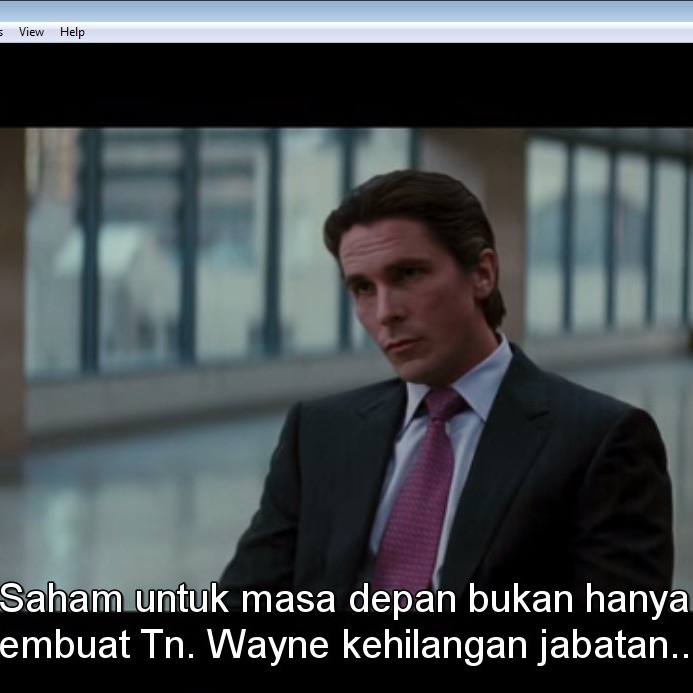 s View Help
Saham untuk masa depan bukan hanya
embuat Tn. Wayne kehilangan jabatan..